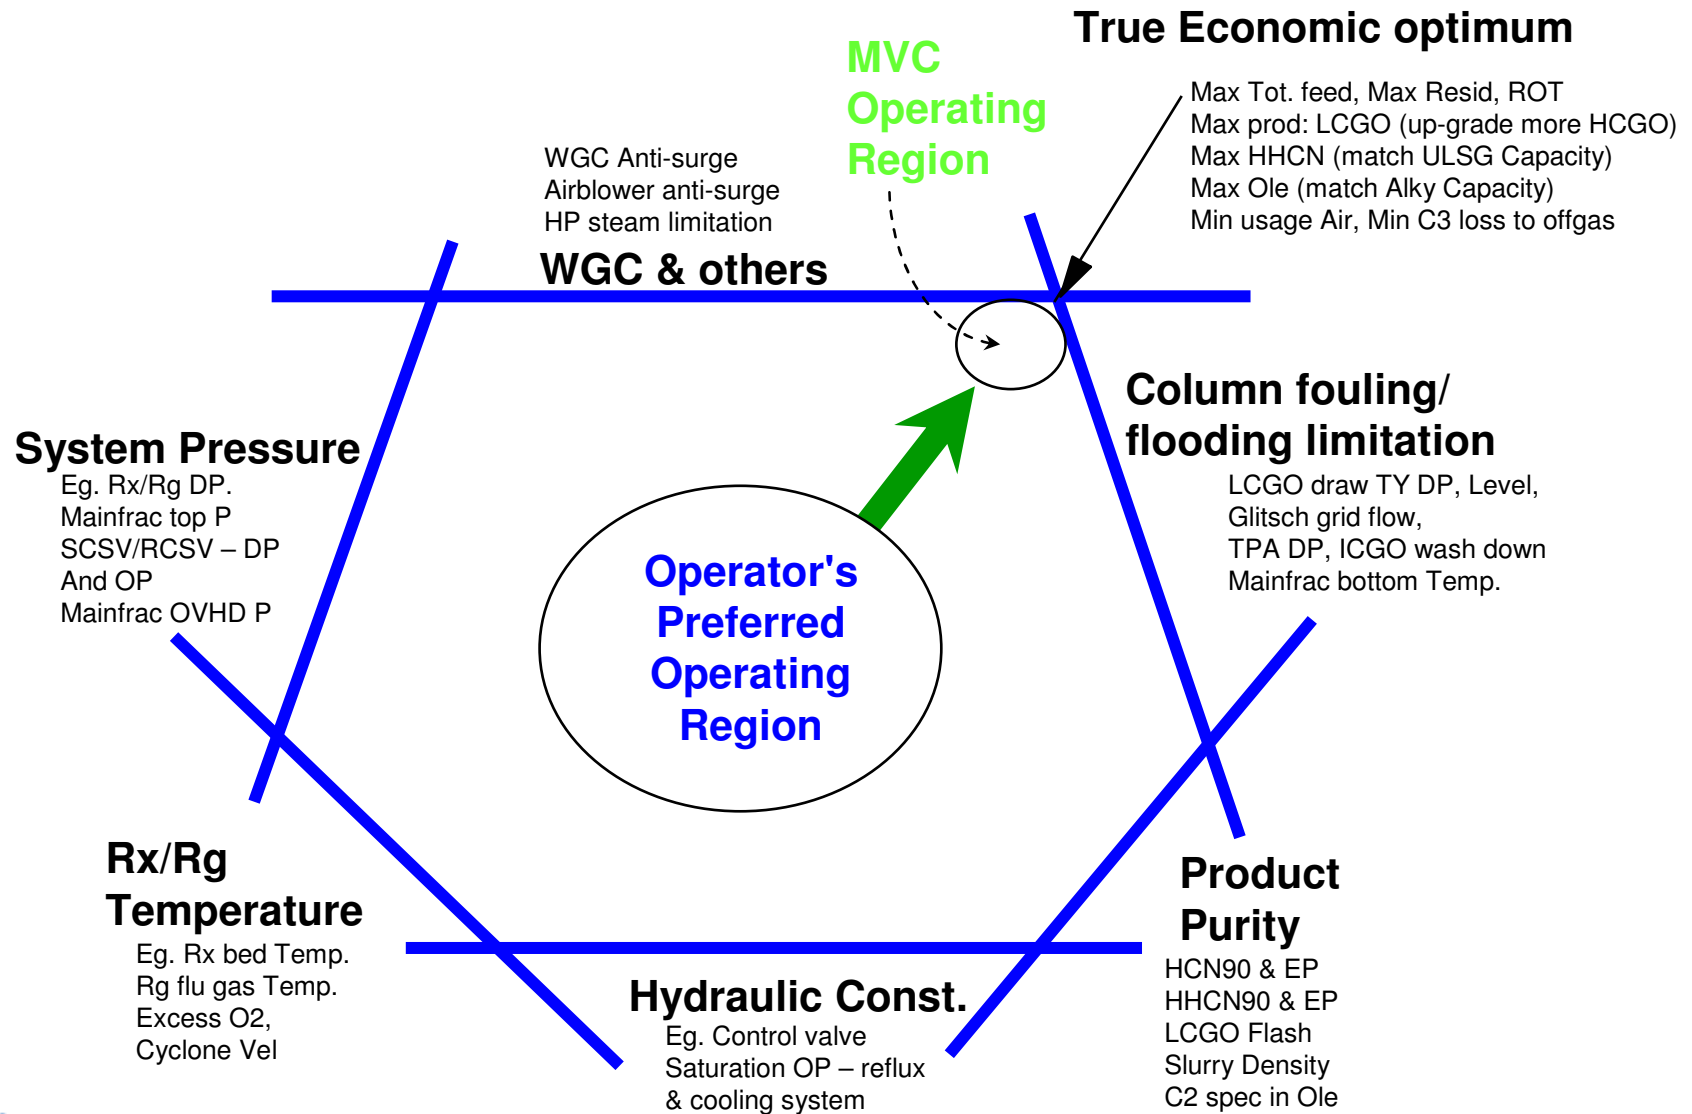 True Economic optimum
Max Tot. feed, Max Resid, ROT
Max prod: LCGO (up-grade more HCGO)
Max HHCN (match ULSG Capacity)
Max Ole (match Alky Capacity)
Min usage Air, Min C3 loss to offgas
MVC
Operating
Region
WGC Anti-surge
Airblower anti-surge
HP steam limitation
WGC & others
System Pressure
Eg. Rx/Rg DP.
Mainfrac top P
SCSV/RCSV – DP
And OP
Mainfrac OVHD P
Column fouling/
flooding limitation
LCGO draw TY DP, Level,
Glitsch grid flow,
TPA DP, ICGO wash down
Mainfrac bottom Temp.
Operator's
Preferred
Operating
Region
Rx/Rg
Temperature
Eg. Rx bed Temp.
Rg flu gas Temp.
Excess O2,
Cyclone Vel
Hydraulic Const.
Eg. Control valve
Saturation OP – reflux
& cooling system
Product
Purity
HCN90 & EP
HHCN90 & EP
LCGO Flash
Slurry Density
C2 spec in Ole